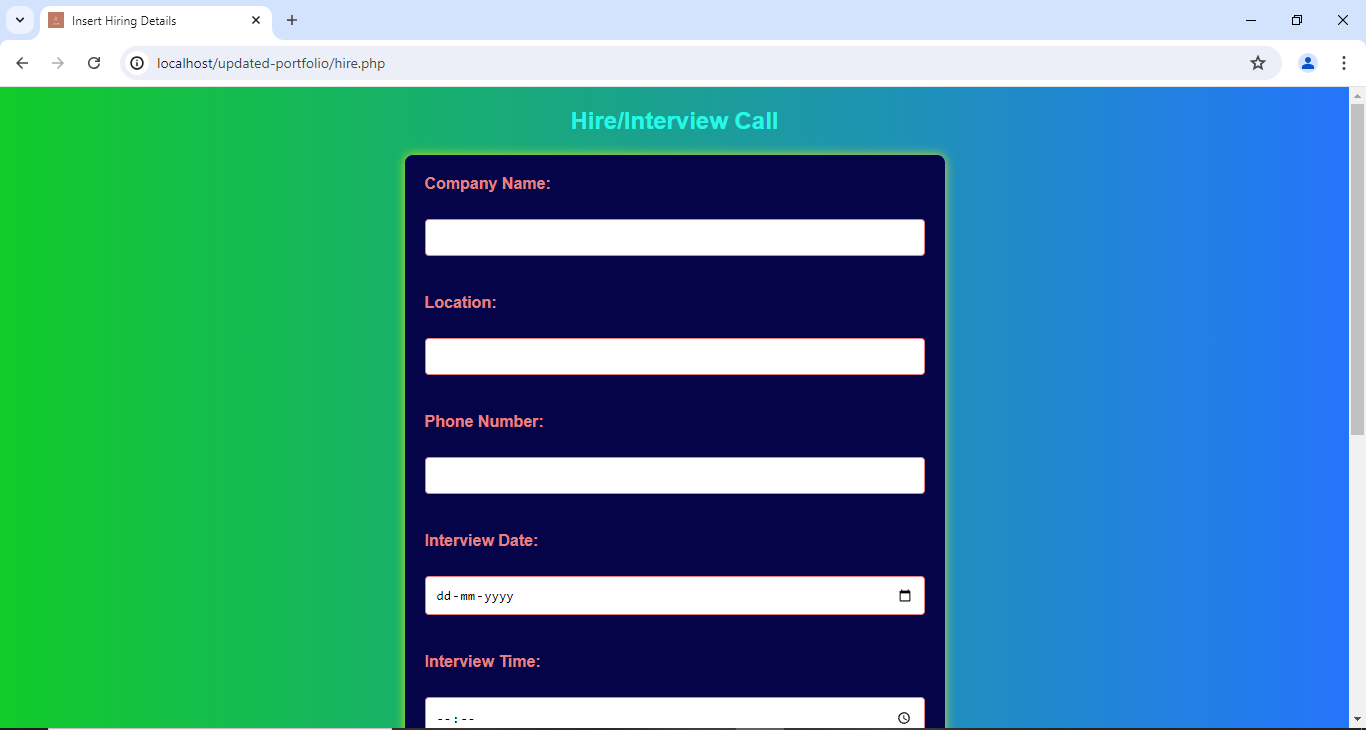 Insert Hiring Details
localhost/updated-portfolio/hire.php
Hire/Interview Call
Company Name:
Location:
Phone Number:
Interview Date:
dd-mm-yyyy
Interview Time:
--:--